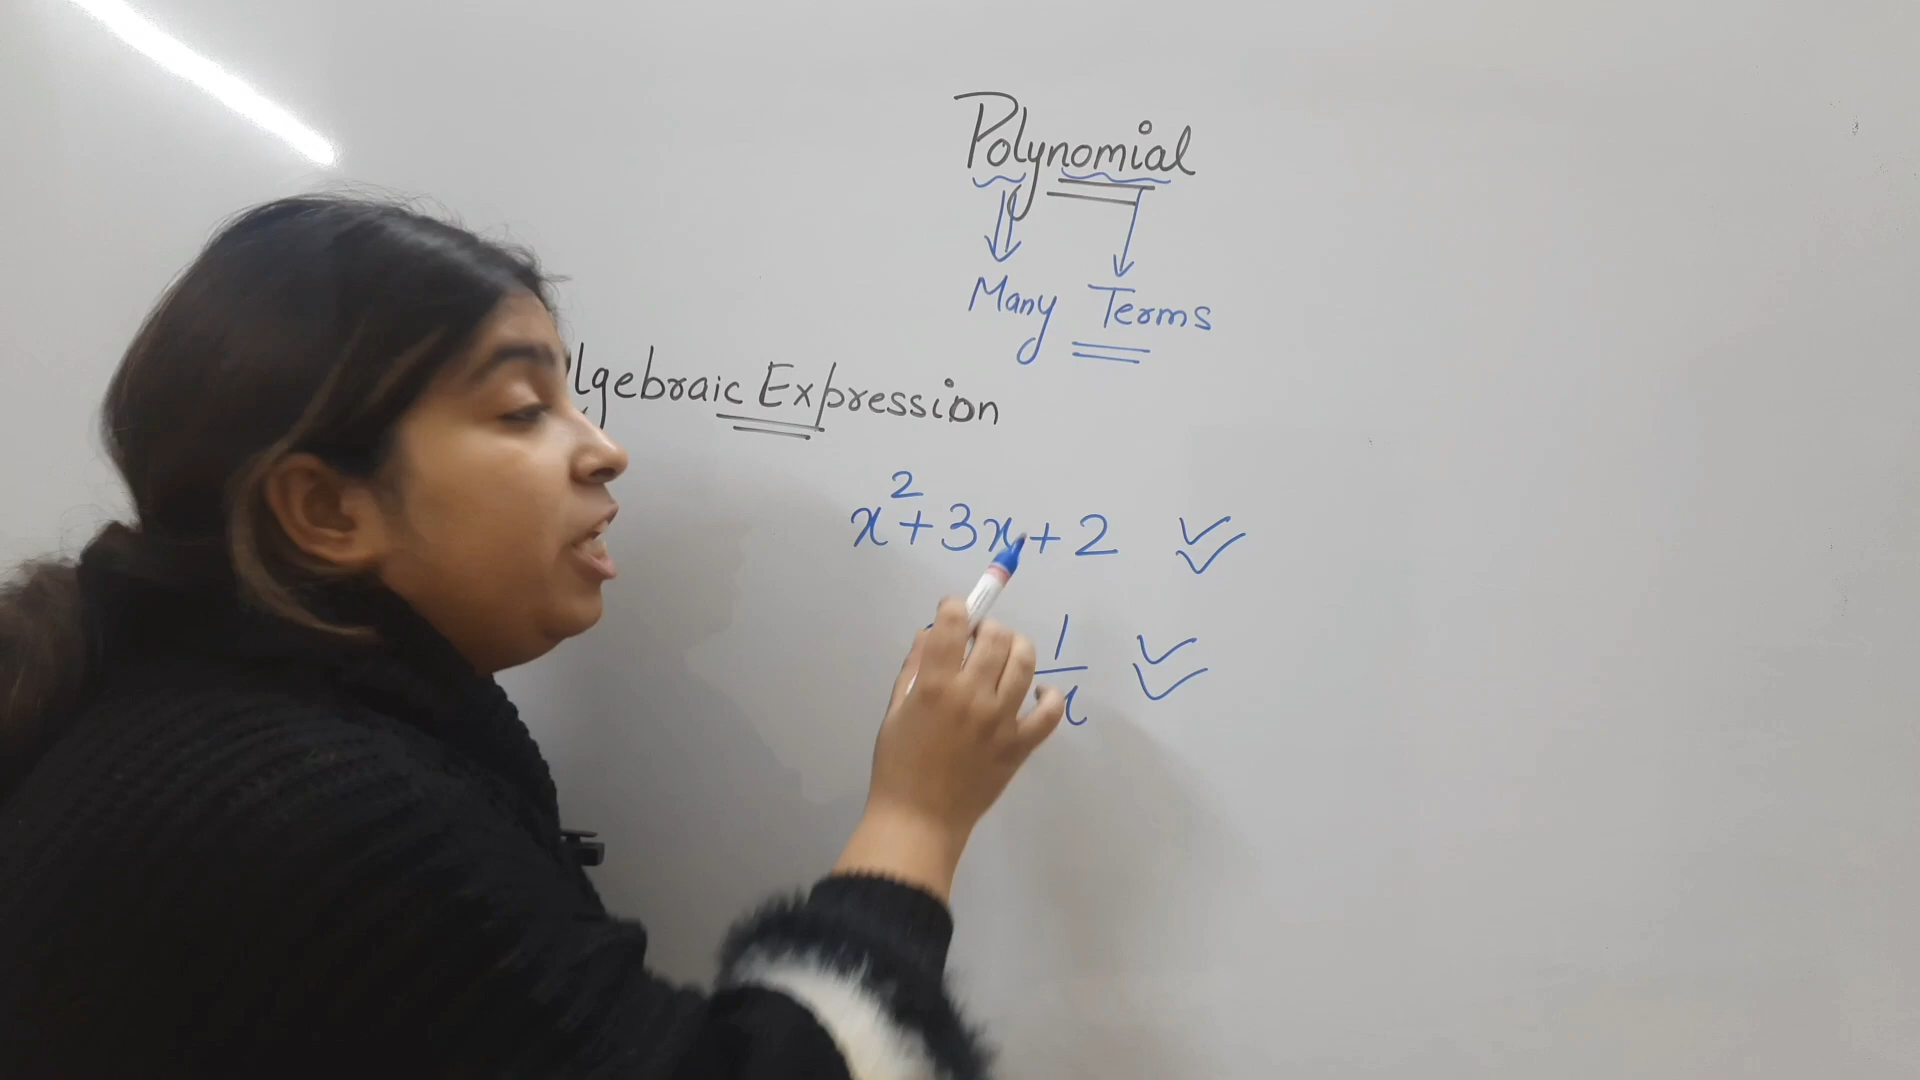 Polynomial
Many Terms
lgebraic Expression
x² + 3x + 2
1/x